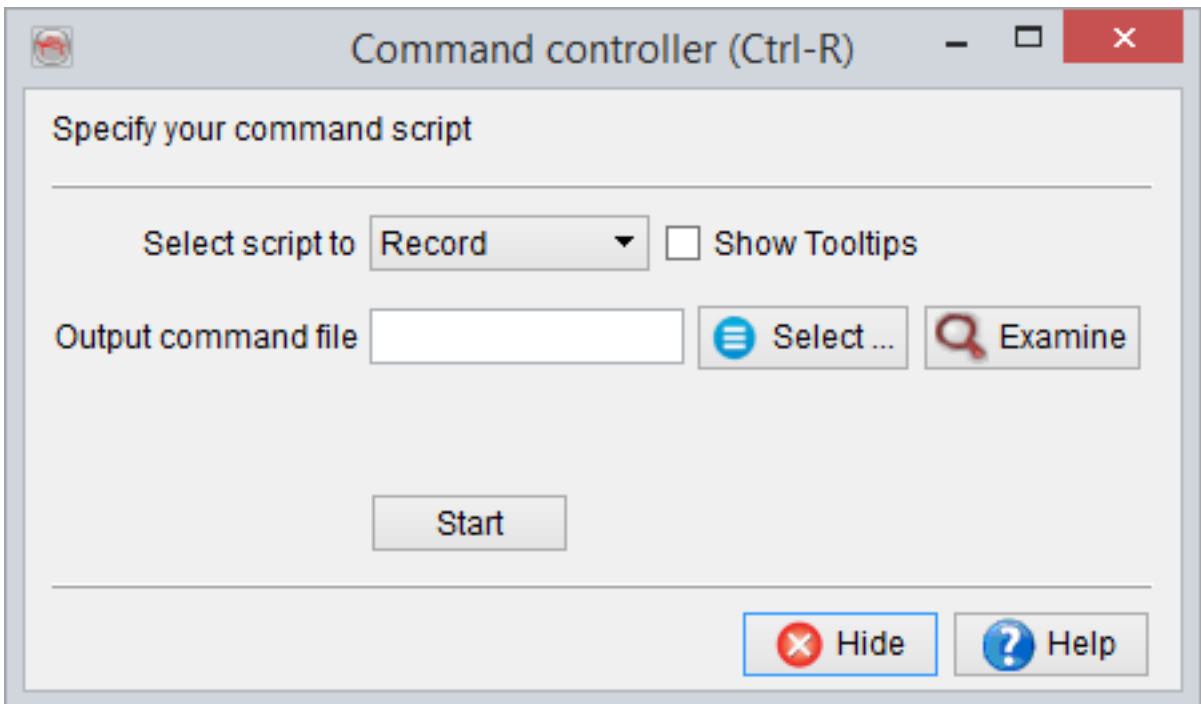 Command controller (Ctrl-R)
Specify your command script
Select script to Record Show Tooltips
Output command file Select ... Examine
Start
Hide Help